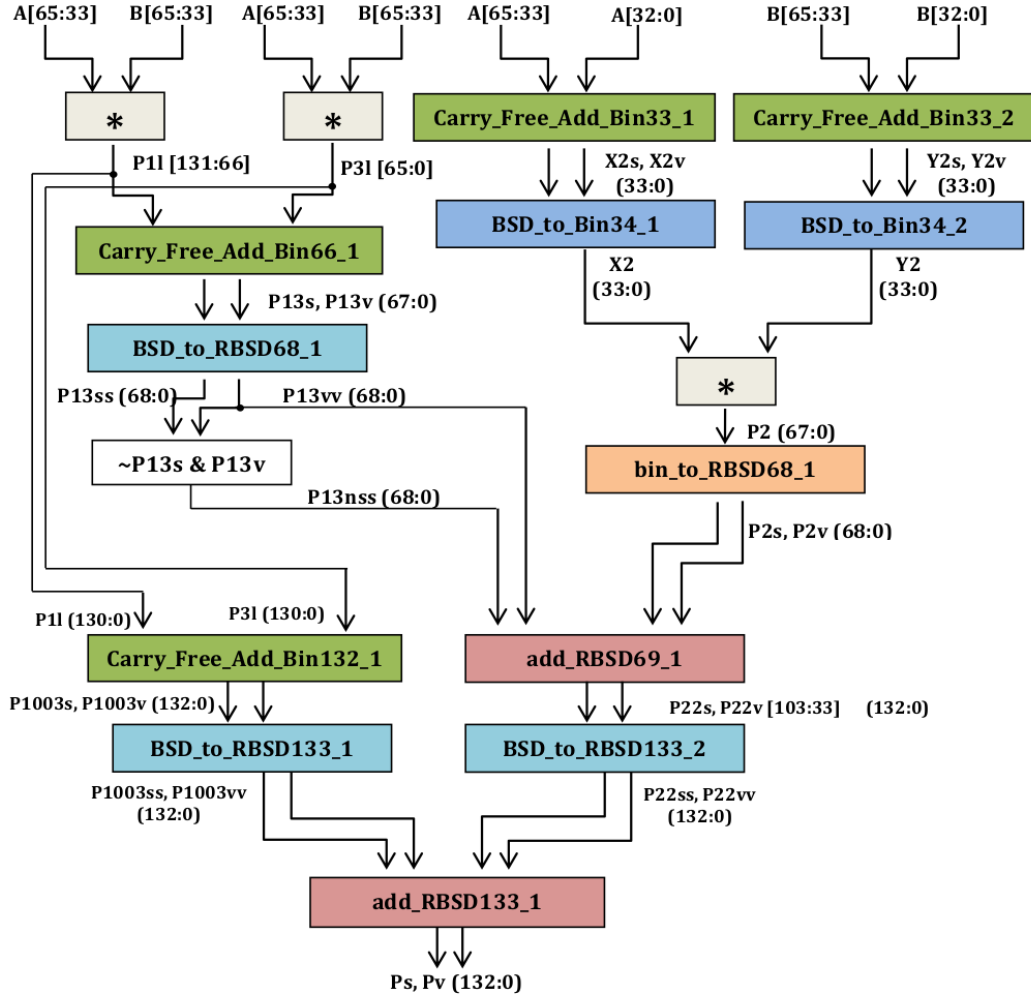 A[65:33] B[65:33] A[65:33] B[65:33] A[65:33] A[32:0] B[65:33] B[32:0]
* * Carry_Free_Add_Bin33_1 Carry_Free_Add_Bin33_2
P1l [131:66] P3l [65:0] X2s, X2v Y2s, Y2v
(33:0) (33:0)
BSD_to_Bin34_1 BSD_to_Bin34_2
Carry_Free_Add_Bin66_1
X2 Y2
(33:0) (33:0)
P13s, P13v (67:0)
BSD_to_RBSD68_1
P13ss (68:0) P13vv (68:0) *
P2 (67:0)
~P13s & P13v bin_to_RBSD68_1
P13nss (68:0)
P2s, P2v (68:0)
P1l (130:0) P3l (130:0)
Carry_Free_Add_Bin132_1 add_RBSD69_1
P1003s, P1003v (132:0) P22s, P22v [103:33] (132:0)
BSD_to_RBSD133_1 BSD_to_RBSD133_2
P1003ss, P1003vv P22ss, P22vv
(132:0) (132:0)
add_RBSD133_1
Ps, Pv (132:0)